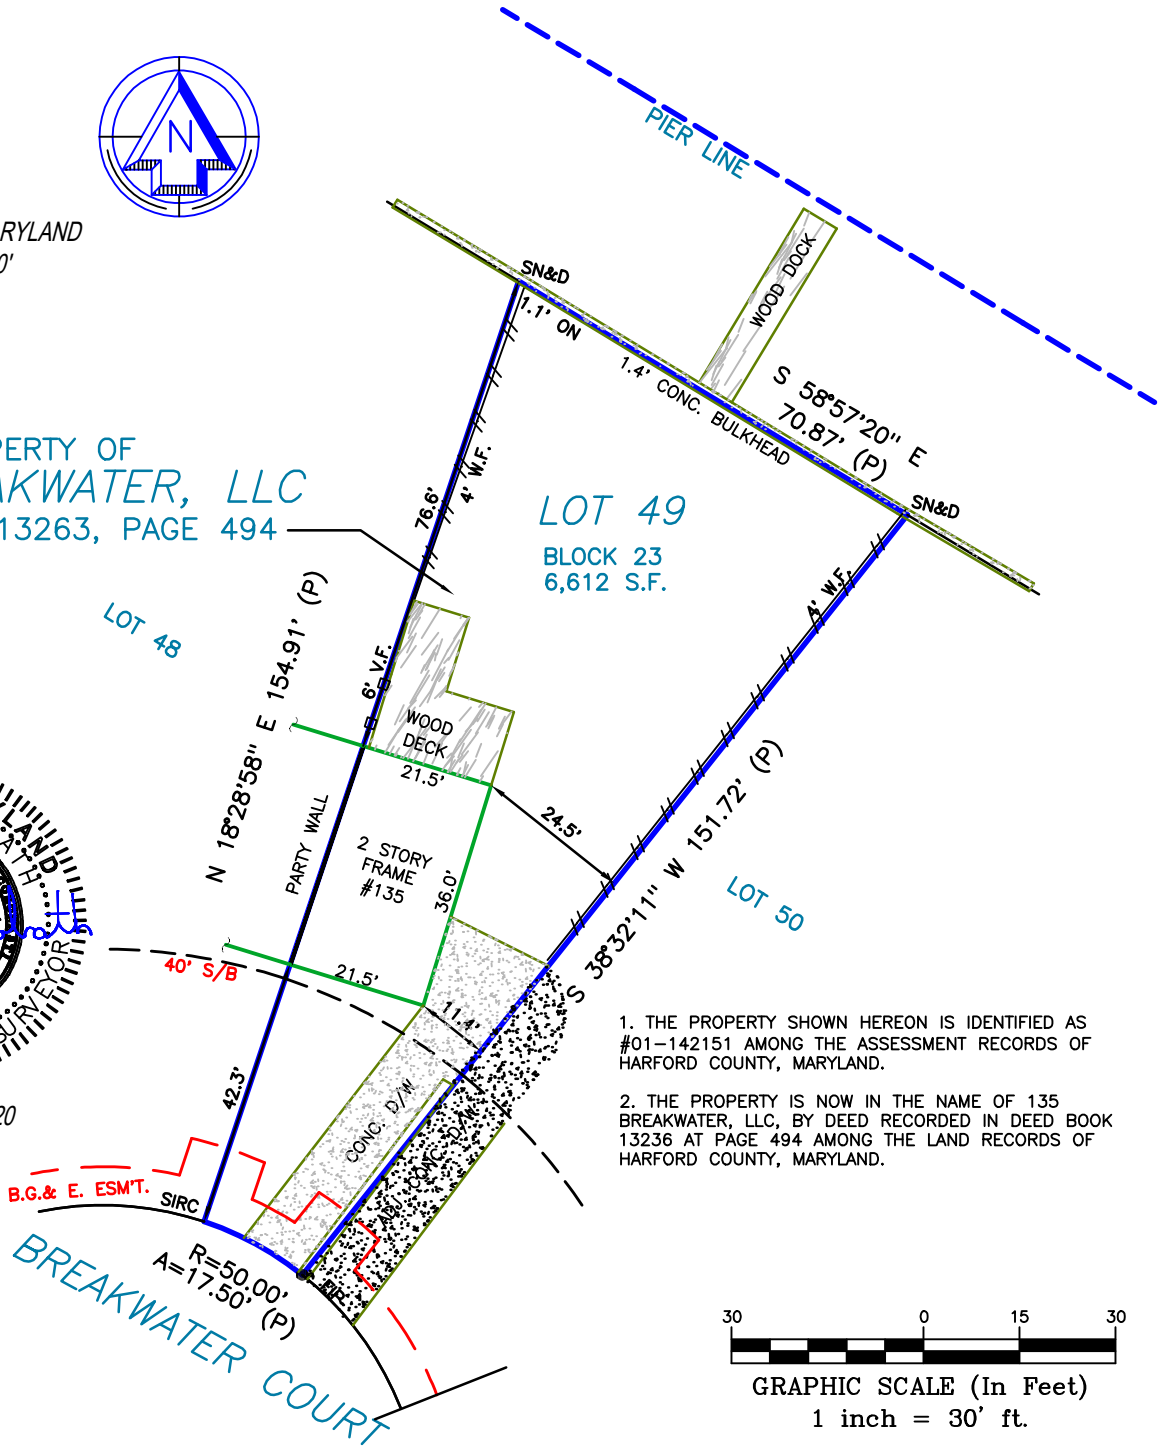 N
RYLAND
0'
PIER LINE
WOOD DOCK
SN&D
1.1' ON
1.4' CONC. BULKHEAD
S 58°57'20" E
70.87' (P)
SN&D
PERTY OF
AKWATER, LLC
13263, PAGE 494
76.6'
4' W.F.
LOT 49
BLOCK 23
6,612 S.F.
4' W.F.
LOT 48
N 18°28'58" E 154.91' (P)
6' V.F.
WOOD
DECK
21.5'
24.5'
S 38°32'11" W 151.72' (P)
PARTY WALL
2 STORY
FRAME
#135
36.0'
LOT 50
LAND
ATH
SURVEYOR
40' S/B
21.5'
11.4'
1. THE PROPERTY SHOWN HEREON IS IDENTIFIED AS
#01-142151 AMONG THE ASSESSMENT RECORDS OF
HARFORD COUNTY, MARYLAND.
2. THE PROPERTY IS NOW IN THE NAME OF 135
BREAKWATER, LLC, BY DEED RECORDED IN DEED BOOK
13236 AT PAGE 494 AMONG THE LAND RECORDS OF
HARFORD COUNTY, MARYLAND.
20
42.3'
CONC. D/W
ADJ. CONC. D/W
B.G.& E. ESM'T.
SIRC
FIP
R=50.00'
A=17.50' (P)
BREAKWATER COURT
30 0 15 30
GRAPHIC SCALE (In Feet)
1 inch = 30' ft.